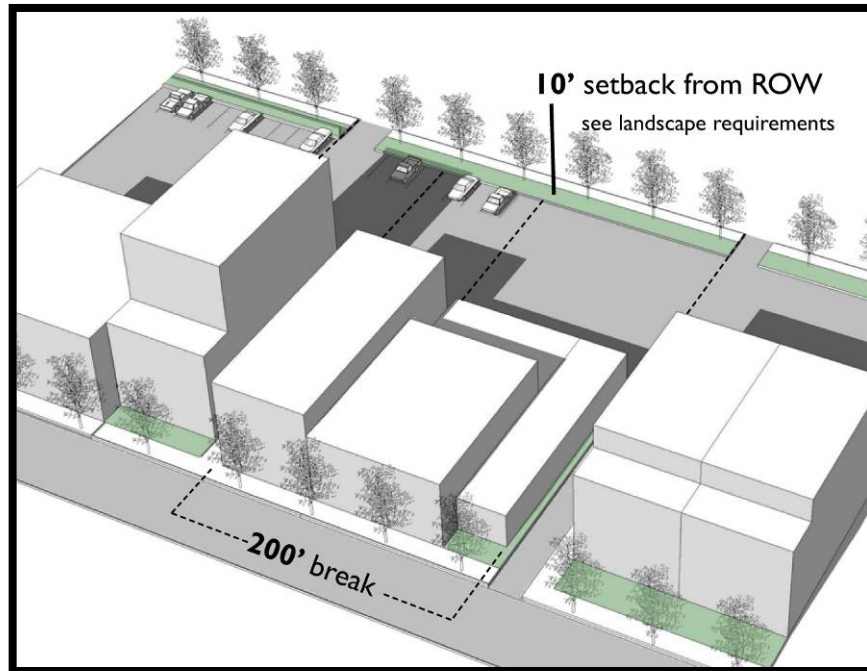 10’ setback from ROW
see landscape requirements
200’ break